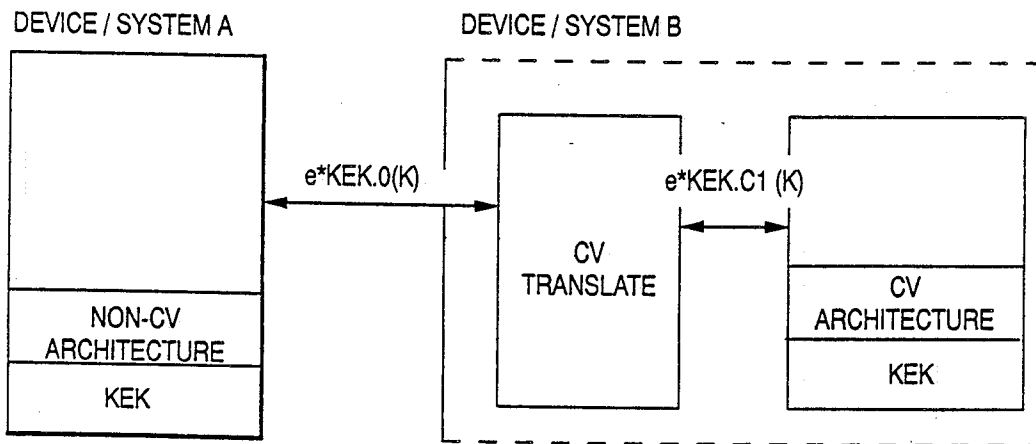 DEVICE / SYSTEM A
DEVICE / SYSTEM B
e*KEK.0(K)
e*KEK.C1 (K)
CV
TRANSLATE
NON-CV
ARCHITECTURE
KEK
CV
ARCHITECTURE
KEK